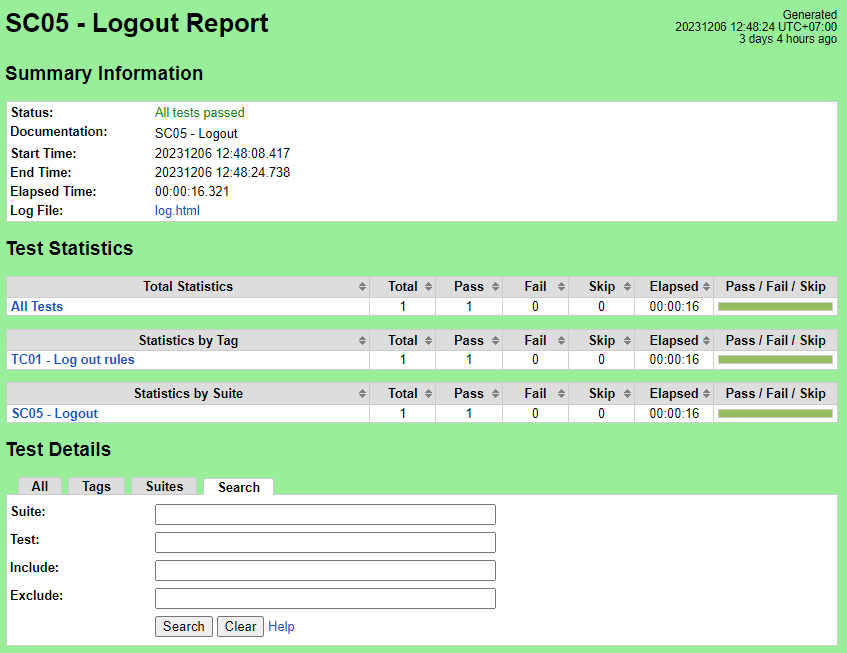 SC05 - Logout Report
Generated
20231206 12:48:24 UTC+07:00
3 days 4 hours ago
Summary Information
Status: All tests passed
Documentation: SC05 - Logout
Start Time: 20231206 12:48:08.417
End Time: 20231206 12:48:24.738
Elapsed Time: 00:00:16.321
Log File: log.html
Test Statistics
Total Statistics Total Pass Fail Skip Elapsed Pass / Fail / Skip
All Tests 1 1 0 0 00:00:16
Statistics by Tag Total Pass Fail Skip Elapsed Pass / Fail / Skip
TC01 - Log out rules 1 1 0 0 00:00:16
Statistics by Suite Total Pass Fail Skip Elapsed Pass / Fail / Skip
SC05 - Logout 1 1 0 0 00:00:16
Test Details
All Tags Suites Search
Suite:
Test:
Include:
Exclude:
Search Clear Help